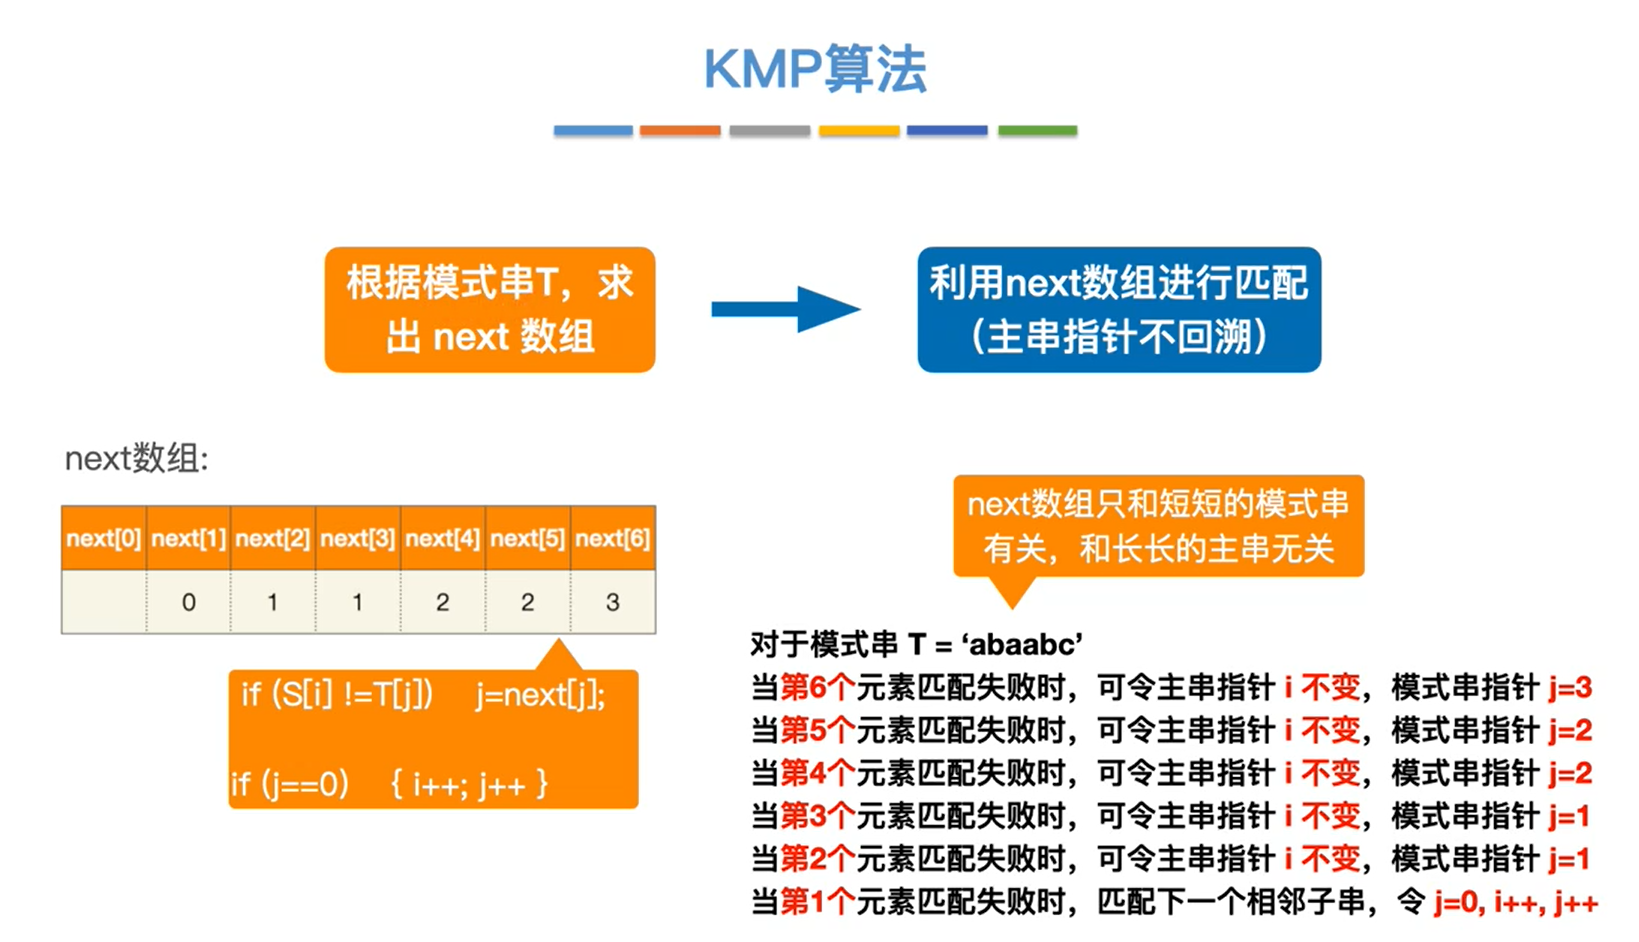 KMP算法
根据模式串T，求
出 next 数组
利用next数组进行匹配
（主串指针不回溯）
next数组:
next[0] next[1] next[2] next[3] next[4] next[5] next[6]
0 1 1 2 2 3
if (S[i] !=T[j]) j=next[j];
if (j==0) { i++; j++ }
next数组只和短短的模式串
有关，和长长的主串无关
对于模式串 T = ‘abaabc’
当第6个元素匹配失败时，可令主串指针 i 不变，模式串指针 j=3
当第5个元素匹配失败时，可令主串指针 i 不变，模式串指针 j=2
当第4个元素匹配失败时，可令主串指针 i 不变，模式串指针 j=2
当第3个元素匹配失败时，可令主串指针 i 不变，模式串指针 j=1
当第2个元素匹配失败时，可令主串指针 i 不变，模式串指针 j=1
当第1个元素匹配失败时，匹配下一个相邻子串，令 j=0, i++, j++